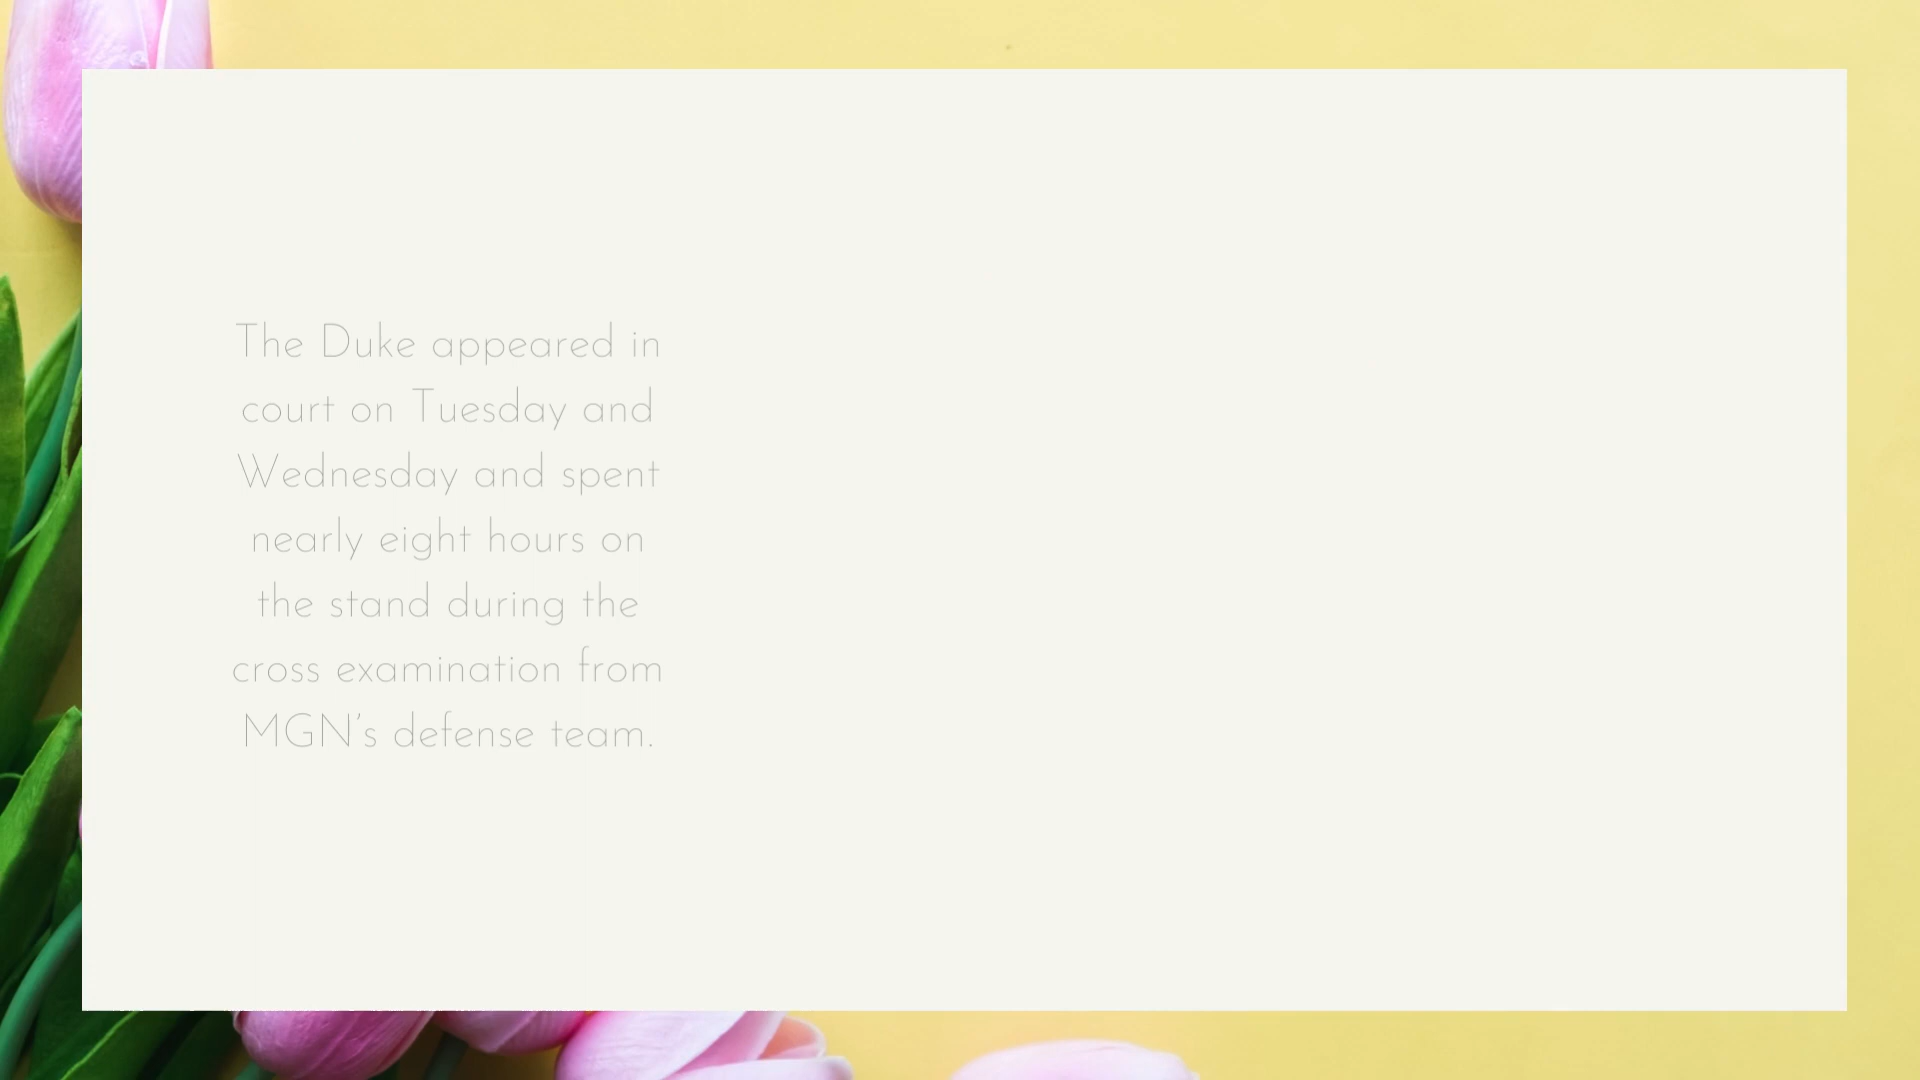 The Duke appeared in
court on Tuesday and
Wednesday and spent
nearly eight hours on
the stand during the
cross examination from
MGN’s defense team.